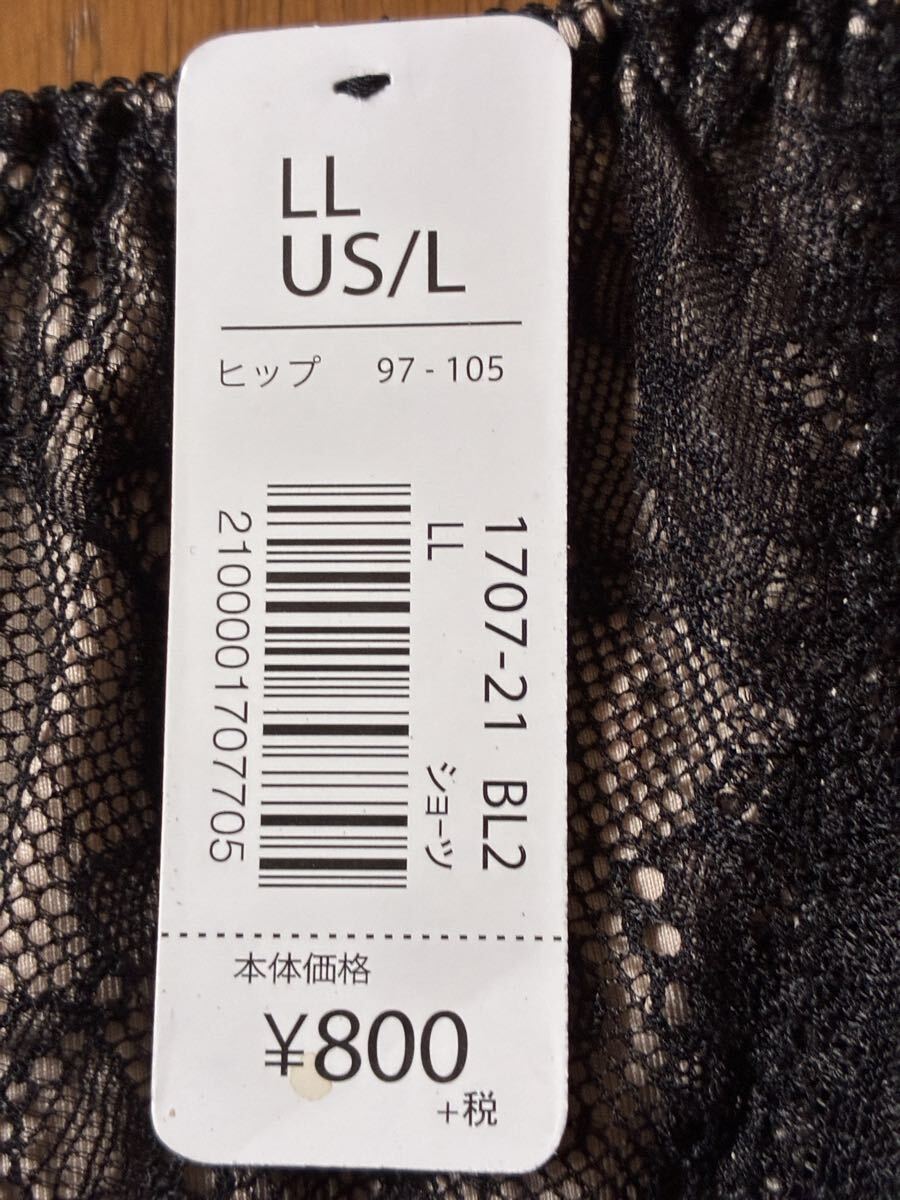 LL
US/L
ヒップ 97 - 105
1707-21 BL2
LL ショーツ
2100001707705
本体価格
¥800
+税